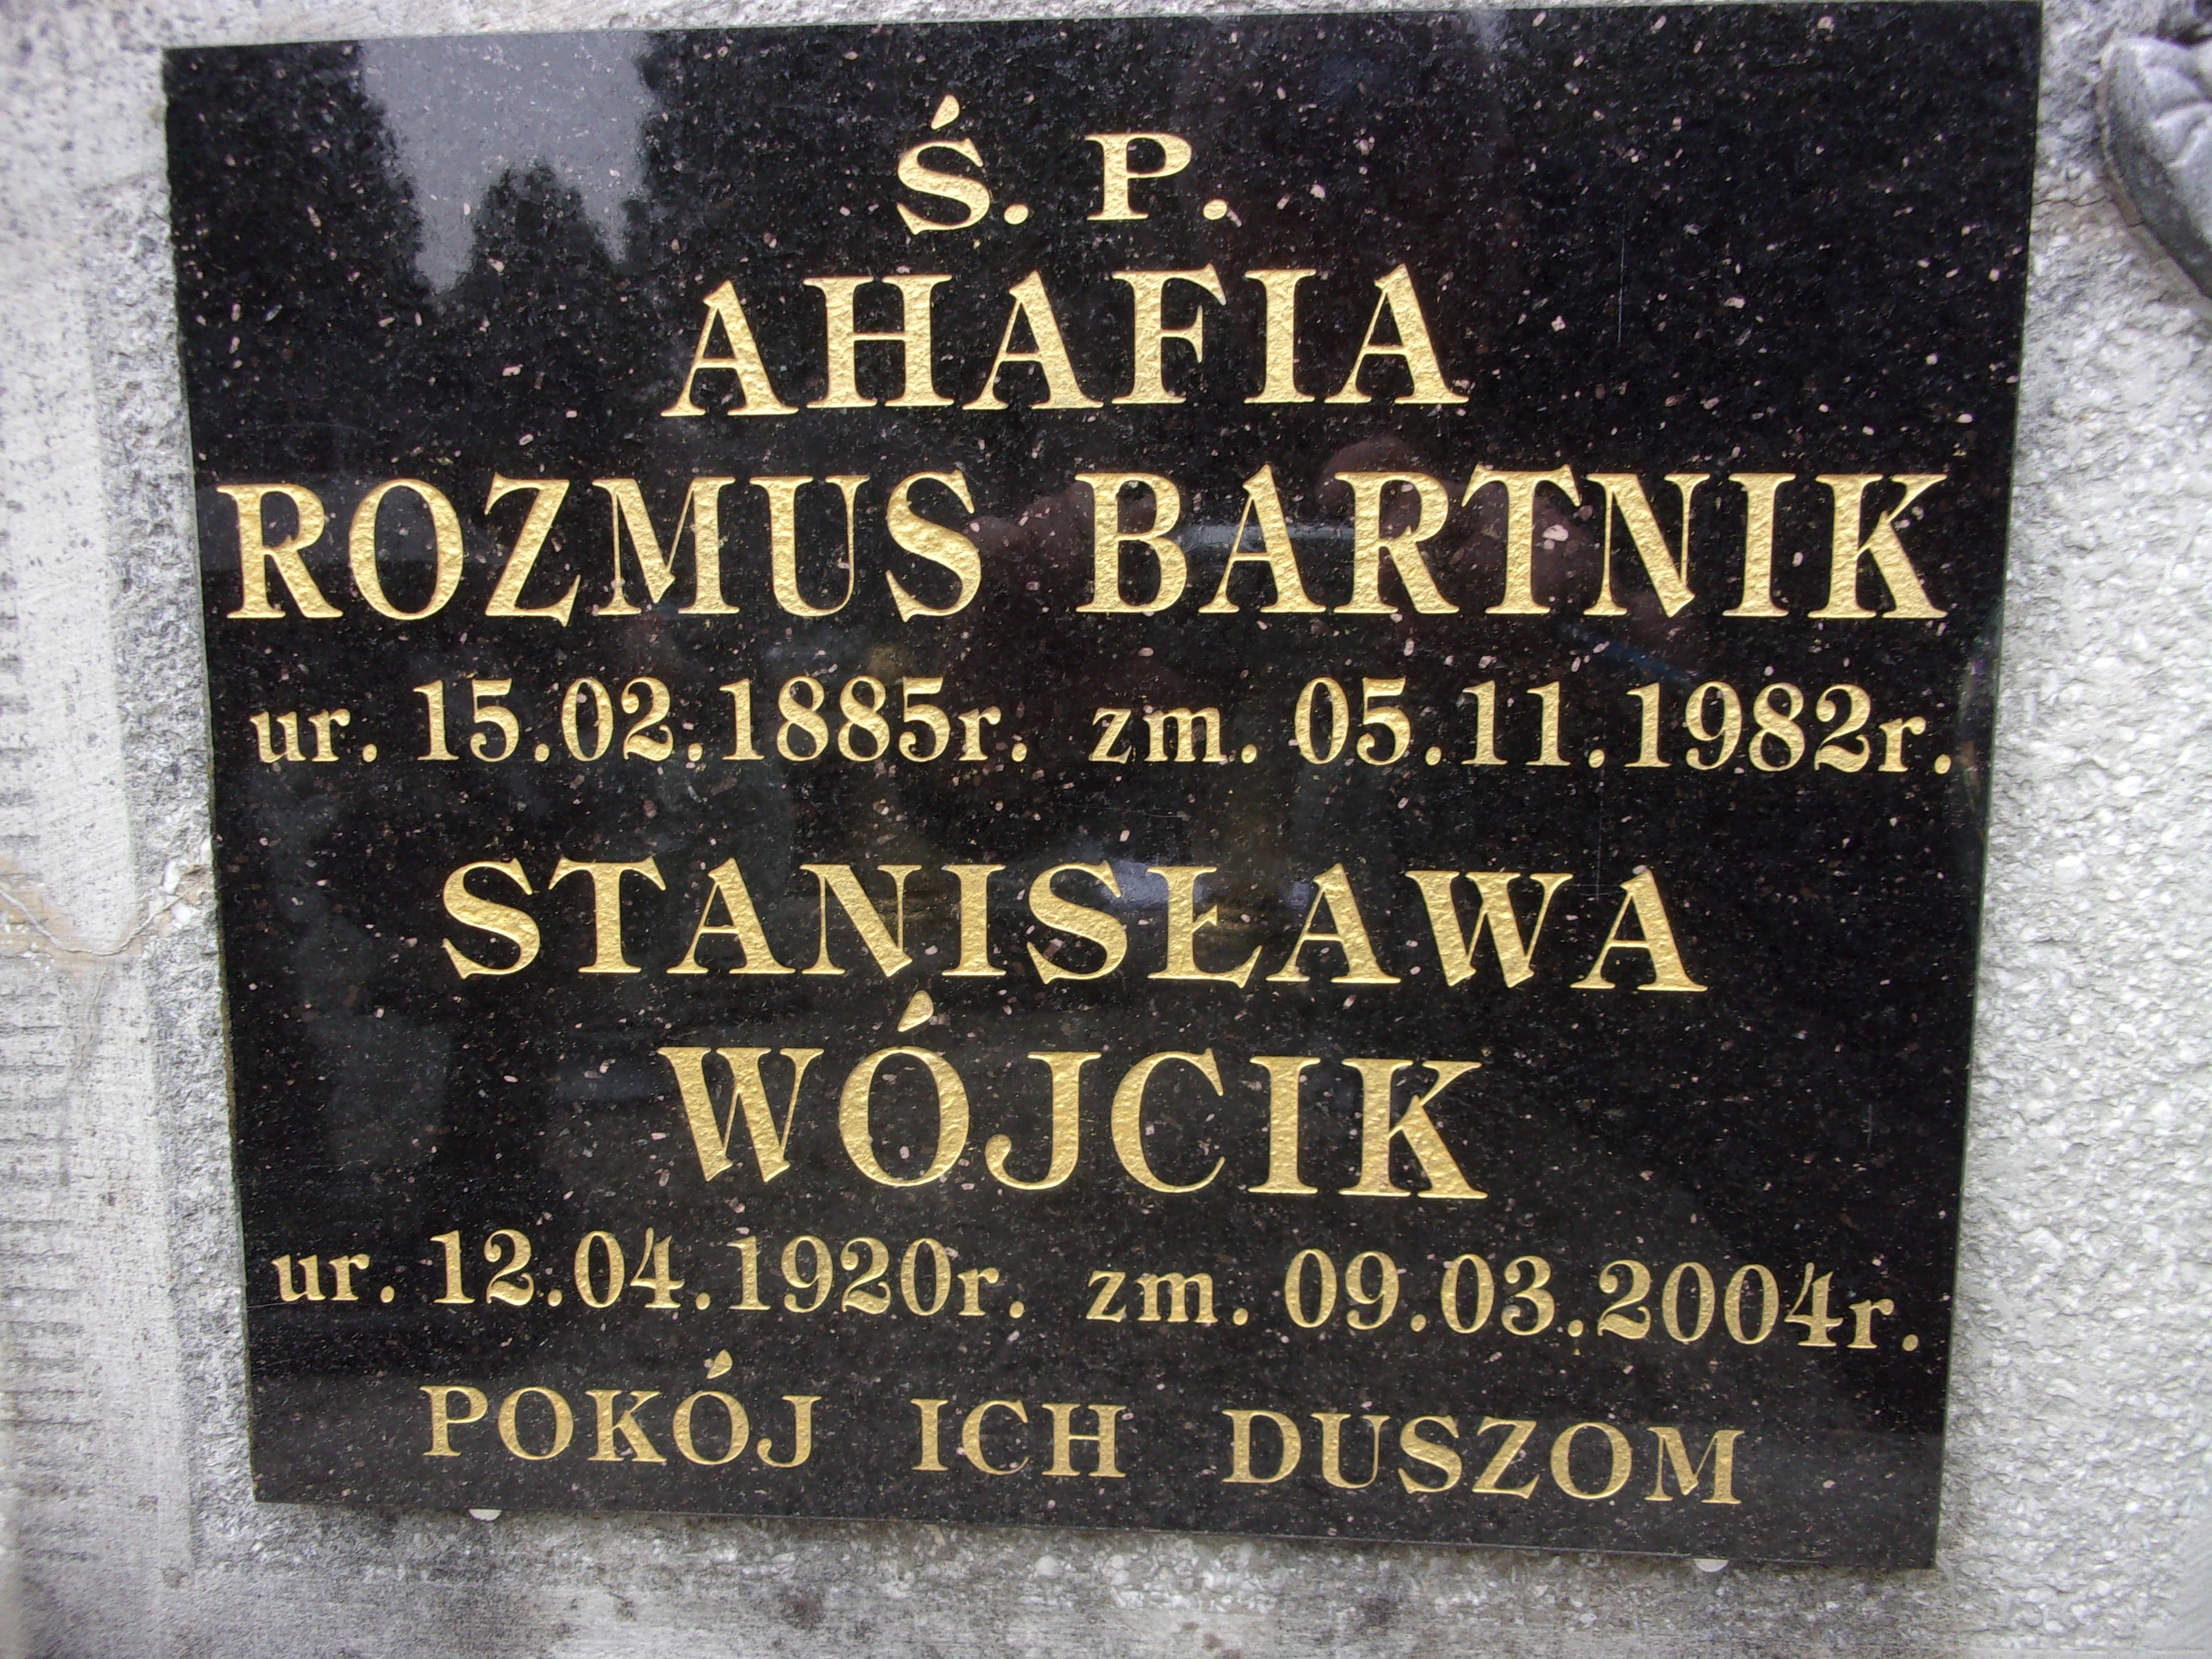 Ś. P.
AHAFIA
ROZMUS BARTNIK
ur. 15.02.1885r. zm. 05.11.1982r.
STANISŁAWA
WÓJCIK
ur. 12.04.1920r. zm. 09.03.2004r.
POKÓJ ICH DUSZOM